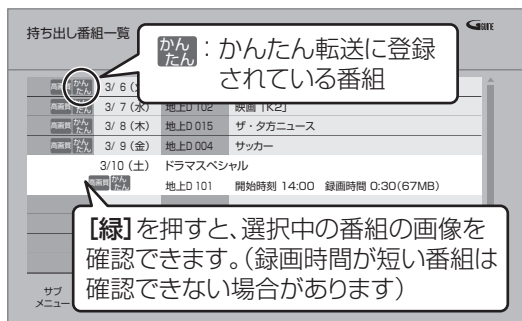 持ち出し番組一覧
GGUIDE
かん
たん
:かんたん転送に登録
されている番組
高画質 かんたん 3/ 6 (
高画質 かんたん 3/ 7 (水) 地上D 102 映画「K2」
高画質 かんたん 3/ 8 (木) 地上D 015 ザ・夕方ニュース
高画質 かんたん 3/ 9 (金) 地上D 004 サッカー
3/10 (土) ドラマスペシャル
高画質 かんたん 地上D 101 開始時刻 14:00 録画時間 0:30(67MB)
[緑]を押すと、選択中の番組の画像を
確認できます。(録画時間が短い番組は
確認できない場合があります)
サブ
メニュー